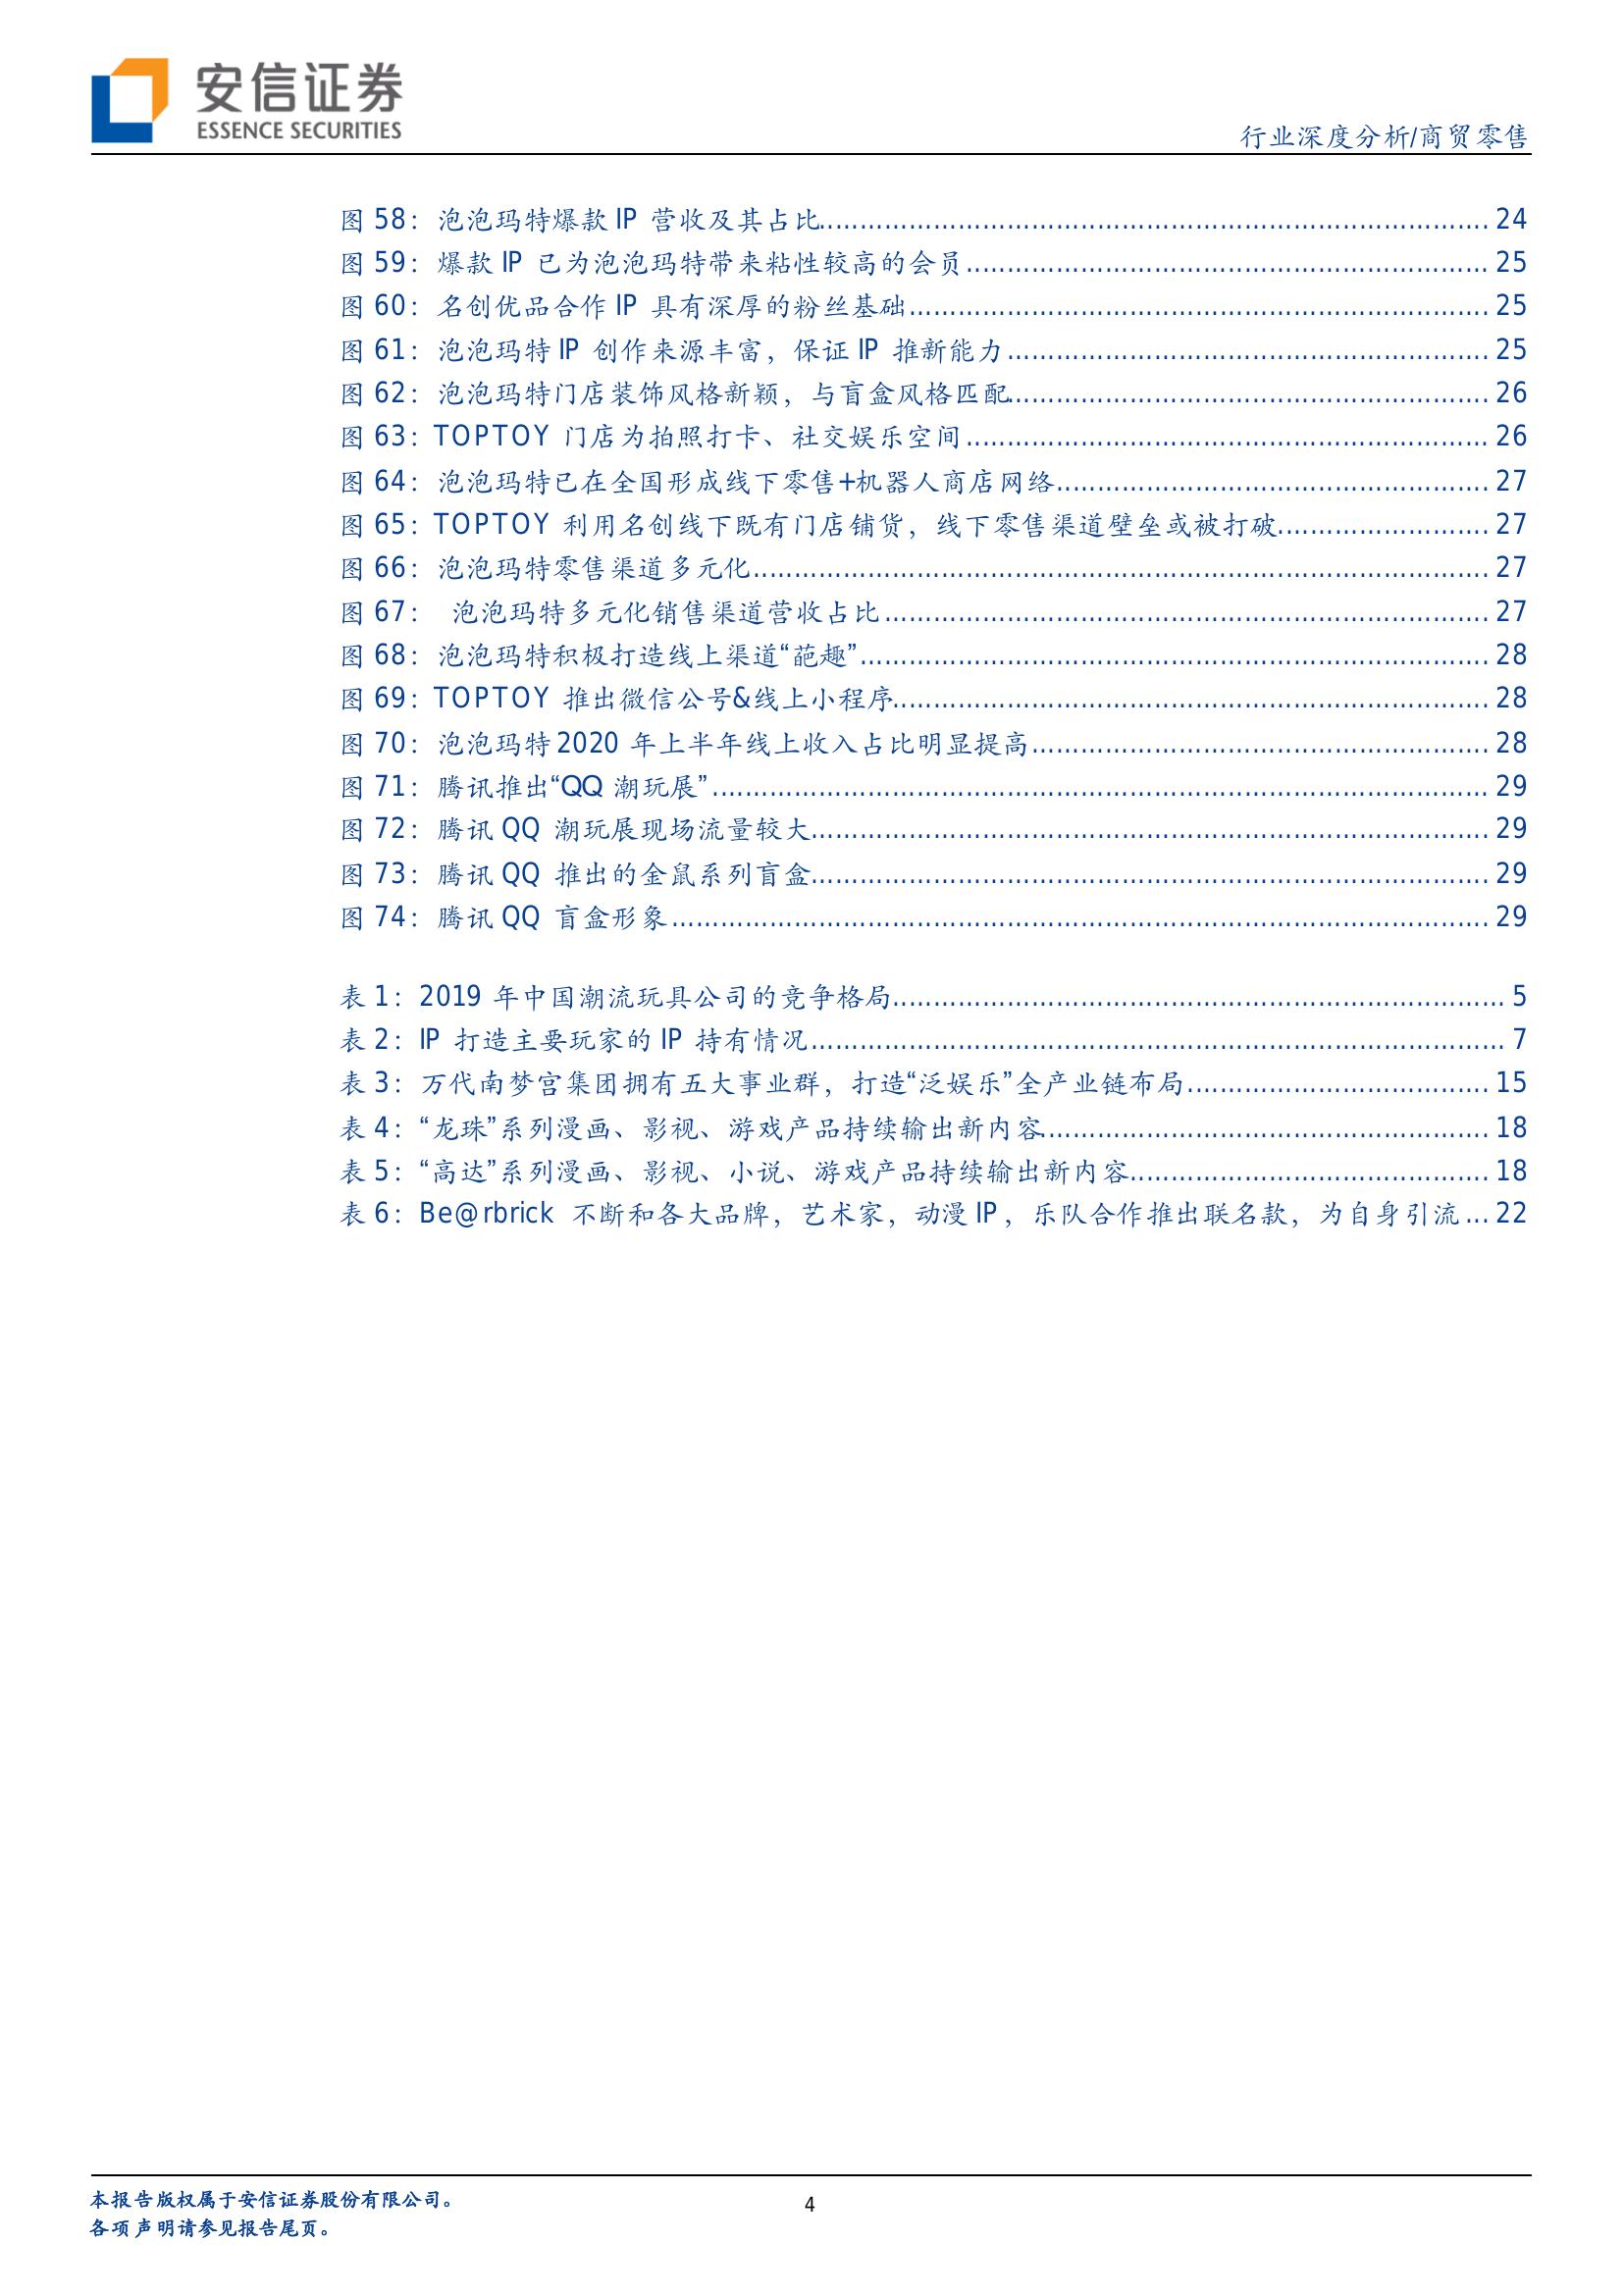 安信证券
ESSENCE SECURITIES
行业深度分析/商贸零售
图 58：泡泡玛特爆款 IP 营收及其占比........ 24
图 59：爆款 IP 已为泡泡玛特带来粘性较高的会员........ 25
图 60：名创优品合作 IP 具有深厚的粉丝基础........ 25
图 61：泡泡玛特 IP 创作来源丰富，保证 IP 推新能力........ 25
图 62：泡泡玛特门店装饰风格新颖，与盲盒风格匹配........ 26
图 63：TOPTOY 门店为拍照打卡、社交娱乐空间........ 26
图 64：泡泡玛特已在全国形成线下零售+机器人商店网络........ 27
图 65：TOPTOY 利用名创线下既有门店铺货，线下零售渠道壁垒或被打破........ 27
图 66：泡泡玛特零售渠道多元化........ 27
图 67： 泡泡玛特多元化销售渠道营收占比........ 27
图 68：泡泡玛特积极打造线上渠道“葩趣”........ 28
图 69：TOPTOY 推出微信公号&线上小程序........ 28
图 70：泡泡玛特 2020 年上半年线上收入占比明显提高........ 28
图 71：腾讯推出“QQ 潮玩展”........ 29
图 72：腾讯 QQ 潮玩展现场流量较大........ 29
图 73：腾讯 QQ 推出的金鼠系列盲盒........ 29
图 74：腾讯 QQ 盲盒形象........ 29
表 1：2019 年中国潮流玩具公司的竞争格局........ 5
表 2：IP 打造主要玩家的 IP 持有情况........ 7
表 3：万代南梦宫集团拥有五大事业群，打造“泛娱乐”全产业链布局........ 15
表 4：“龙珠”系列漫画、影视、游戏产品持续输出新内容........ 18
表 5：“高达”系列漫画、影视、小说、游戏产品持续输出新内容........ 18
表 6：Be@rbrick 不断和各大品牌，艺术家，动漫 IP，乐队合作推出联名款，为自身引流... 22
本报告版权属于安信证券股份有限公司。
各项声明请参见报告尾页。
4